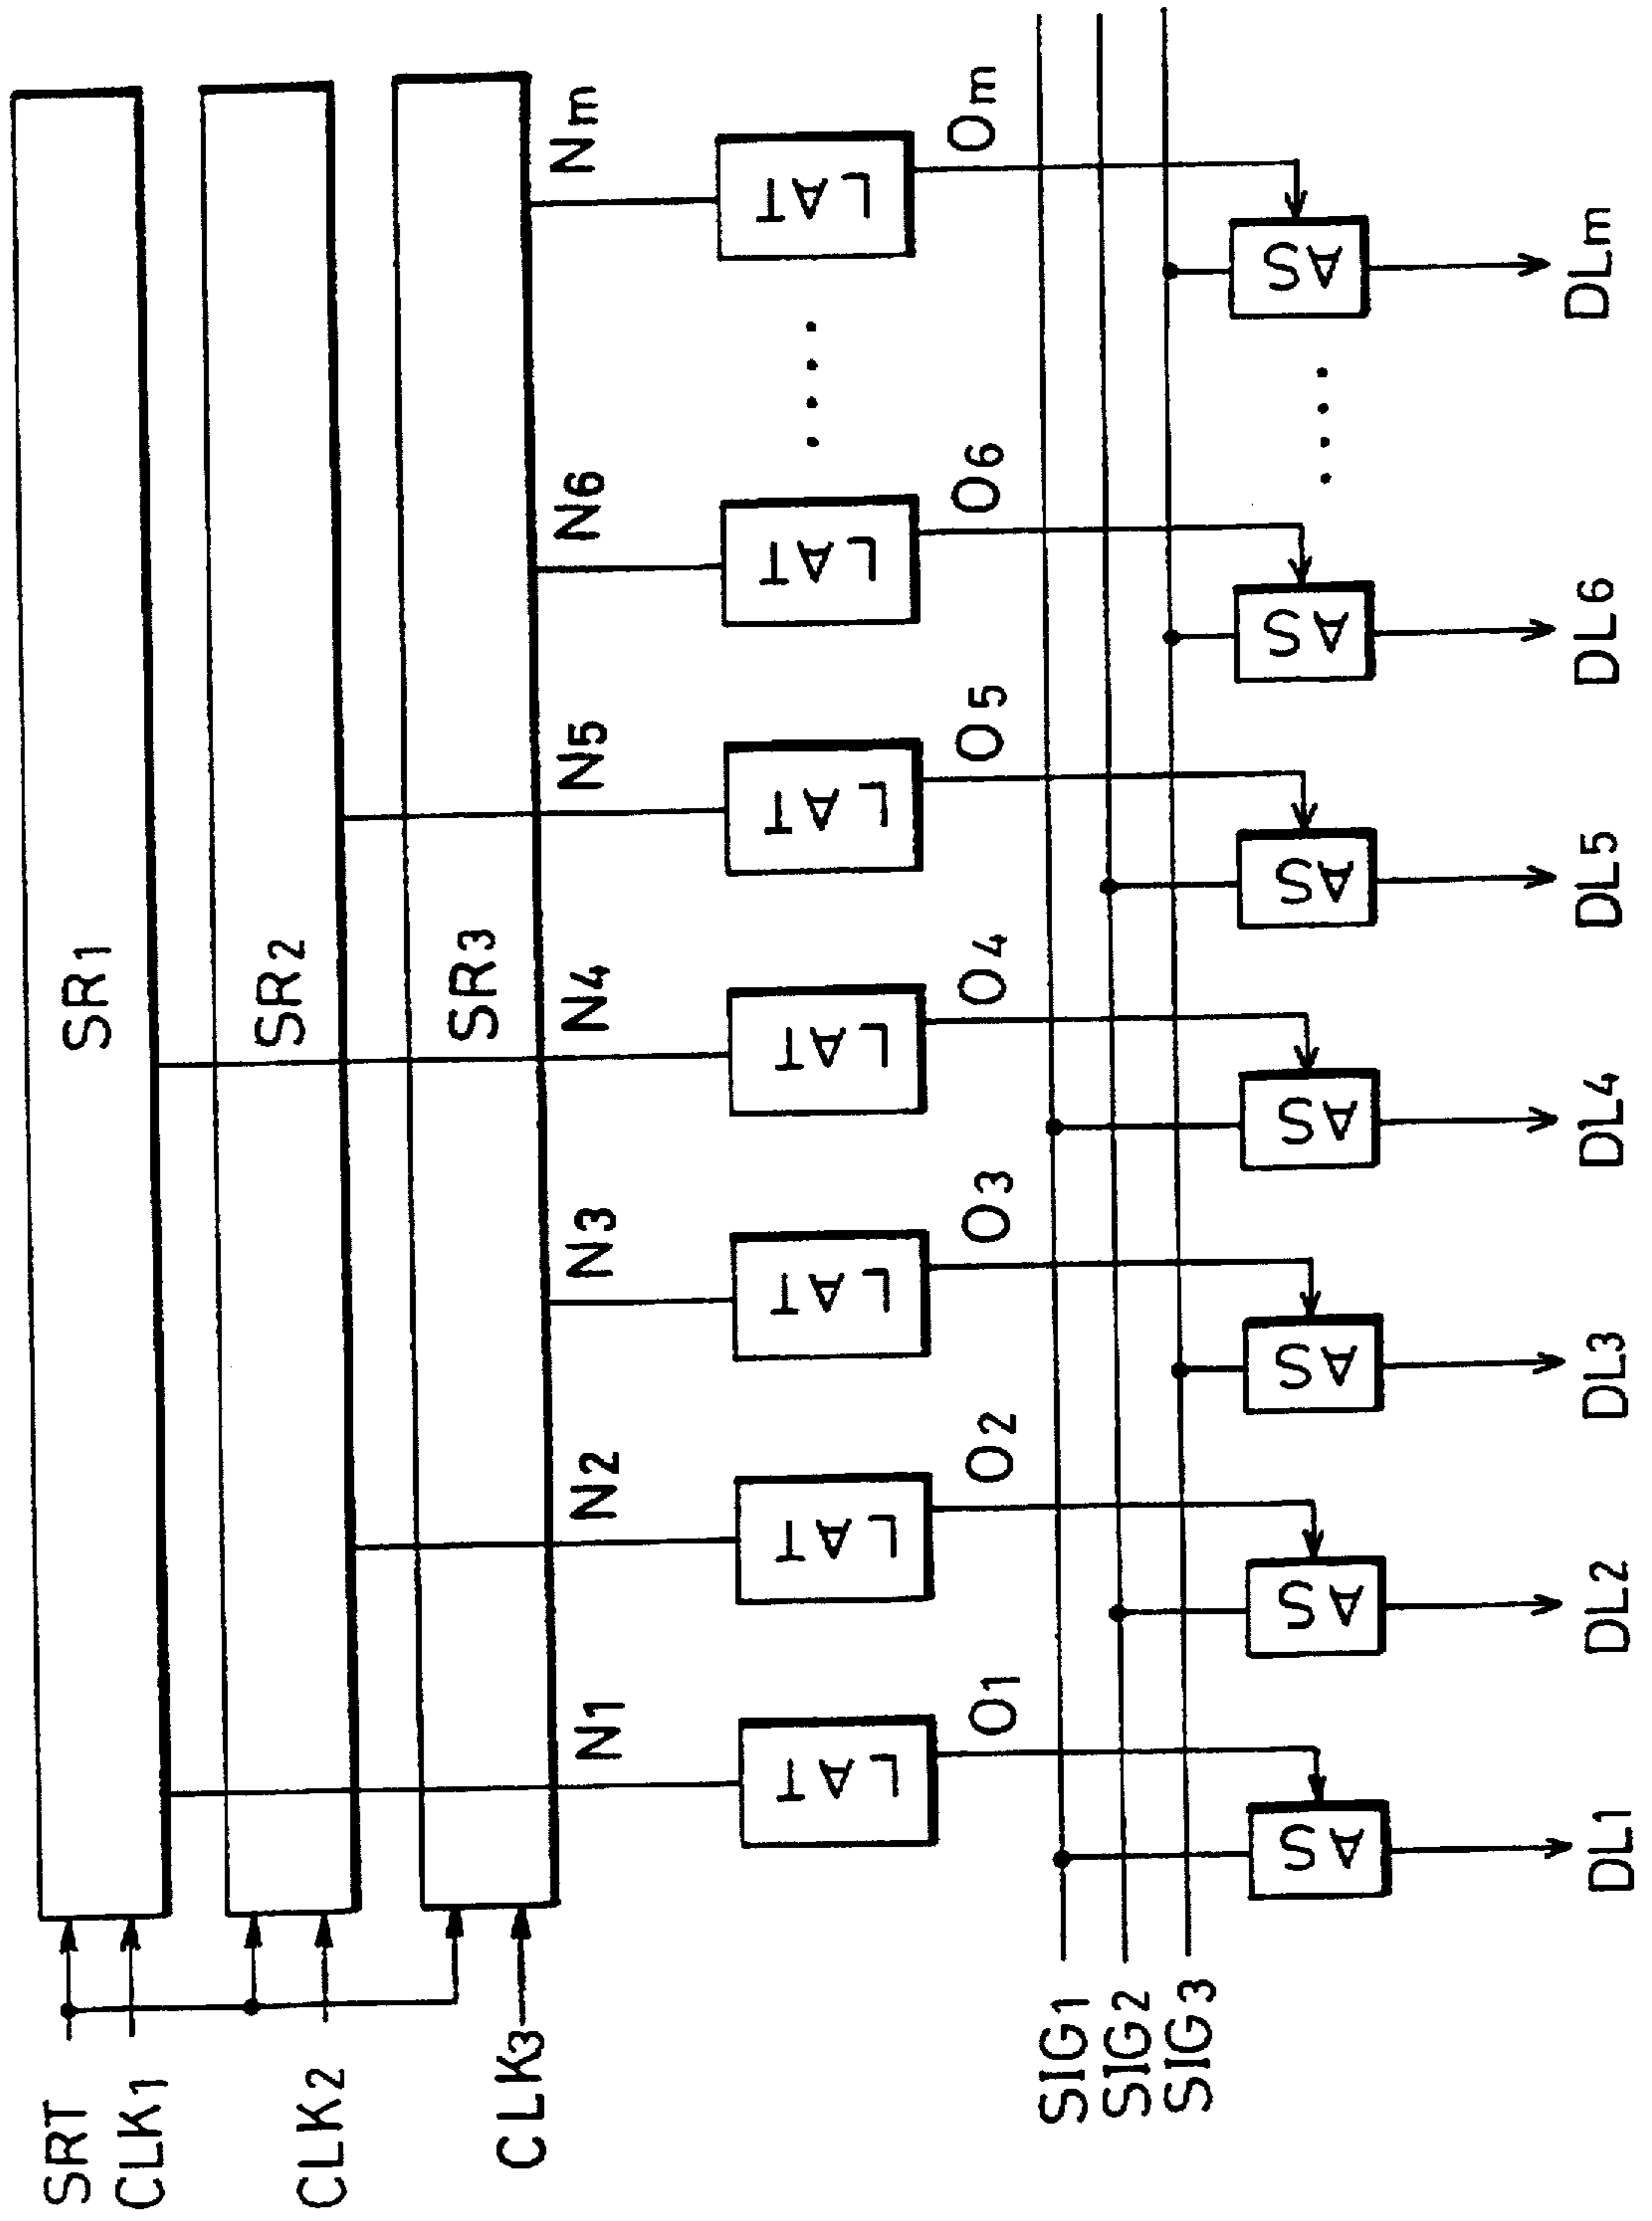 SRT
CLK1
CLK2
CLK3
SR1
SR2
SR3
N1 N2 N3 N4 N5 N6 Nm
LAT LAT LAT LAT LAT LAT .... LAT
O1 O2 O3 O4 O5 O6 Om
SIG1
SIG2
SIG3
AS AS AS AS AS AS .... AS
DL1 DL2 DL3 DL4 DL5 DL6 DLm